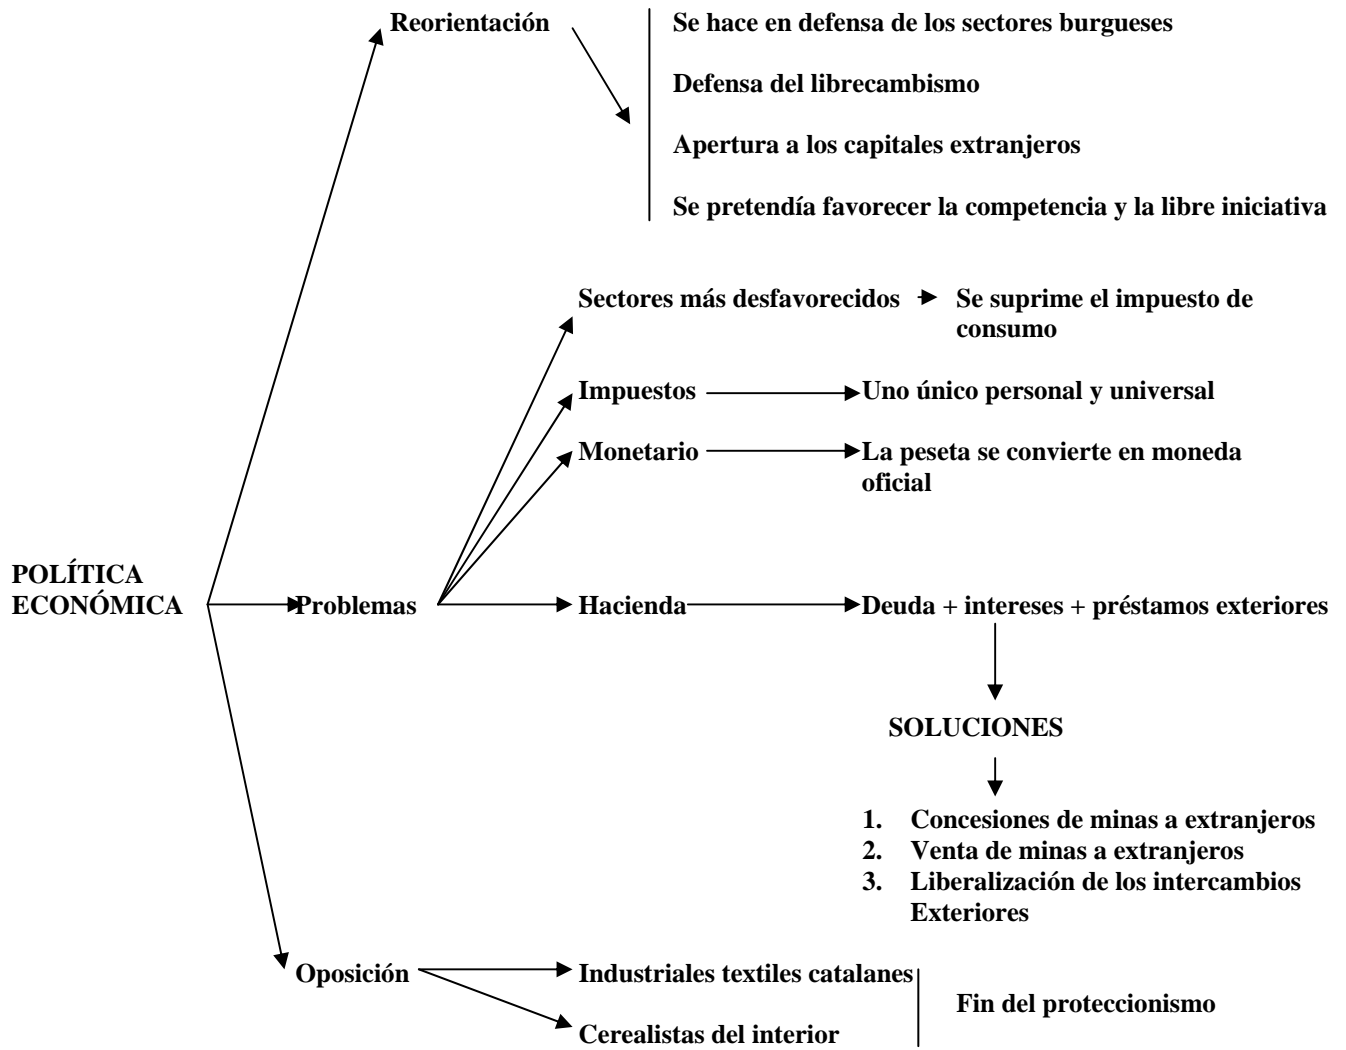 Reorientación
Se hace en defensa de los sectores burgueses
Defensa del librecambismo
Apertura a los capitales extranjeros
Se pretendía favorecer la competencia y la libre iniciativa
Sectores más desfavorecidos
Se suprime el impuesto de
consumo
Impuestos
Uno único personal y universal
Monetario
La peseta se convierte en moneda
oficial
POLÍTICA
ECONÓMICA
Problemas
Hacienda
Deuda + intereses + préstamos exteriores
SOLUCIONES
1. Concesiones de minas a extranjeros
2. Venta de minas a extranjeros
3. Liberalización de los intercambios
Exteriores
Oposición
Industriales textiles catalanes
Cerealistas del interior
Fin del proteccionismo